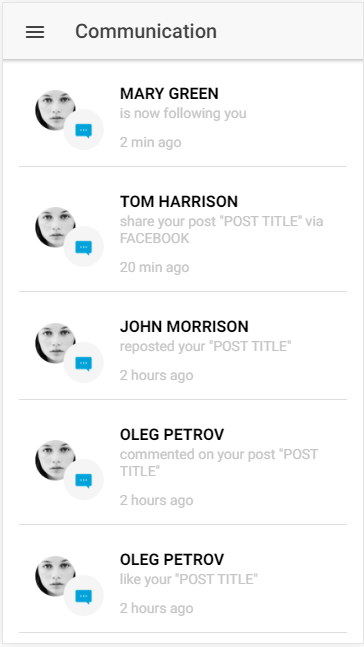 Communication
MARY GREEN
is now following you
2 min ago
TOM HARRISON
share your post "POST TITLE" via
FACEBOOK
20 min ago
JOHN MORRISON
reposted your "POST TITLE"
2 hours ago
OLEG PETROV
commented on your post "POST
TITLE"
2 hours ago
OLEG PETROV
like your "POST TITLE"
2 hours ago